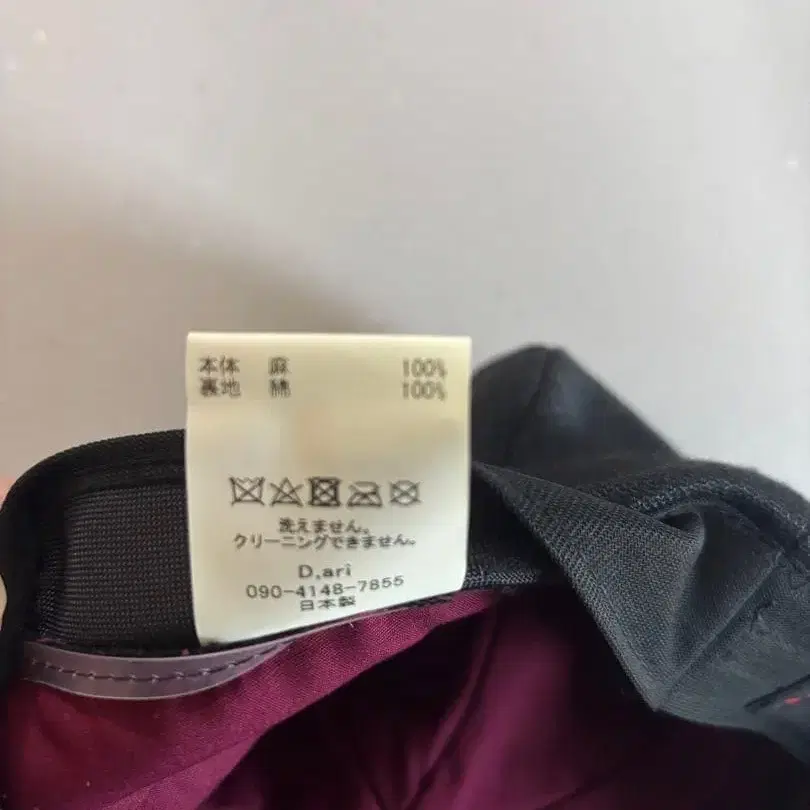 本体 麻 100%
裏地 綿 100%
洗えません。
クリーニングできません。
D,ari
090-4148-7855
日本製